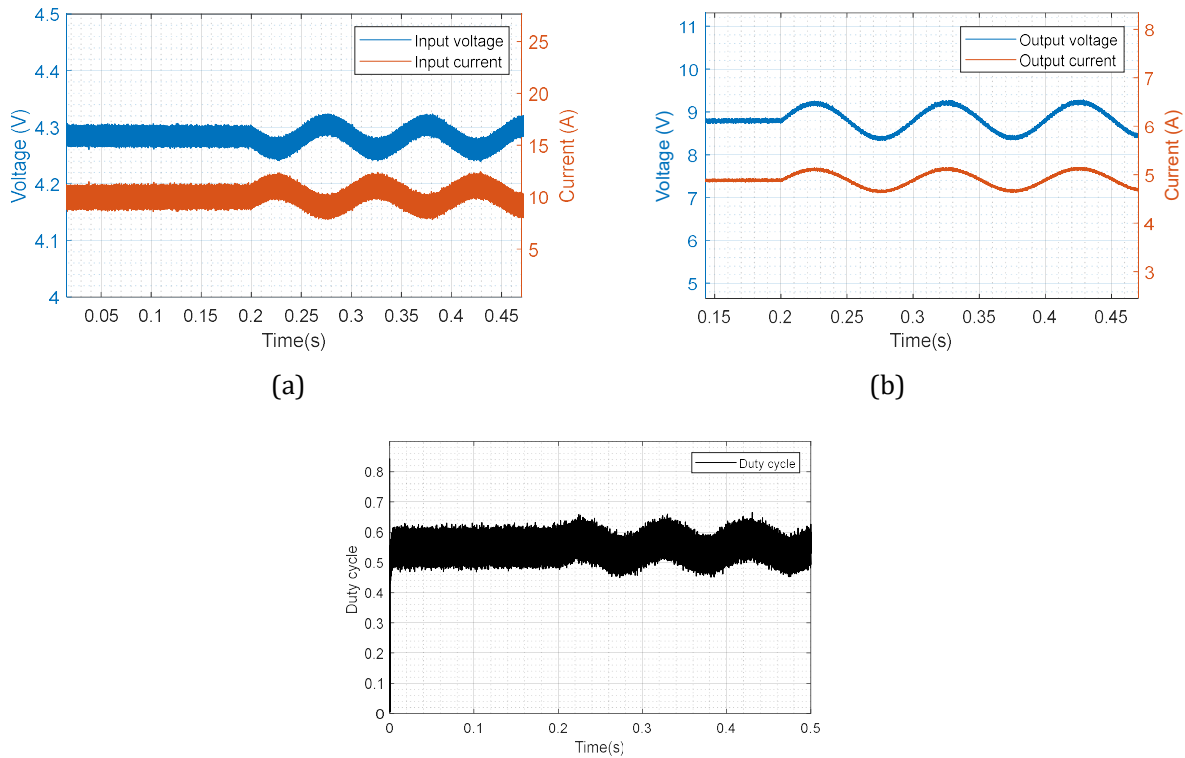 4.5
4.4
4.3
4.2
4.1
4
Voltage (V)
25
20
15
10
5
Current (A)
Input voltage
Input current
0.05 0.1 0.15 0.2 0.25 0.3 0.35 0.4 0.45
Time(s)
(a)
11
10
9
8
7
6
5
Voltage (V)
8
7
6
5
4
3
Current (A)
Output voltage
Output current
0.15 0.2 0.25 0.3 0.35 0.4 0.45
Time(s)
(b)
0.8
0.7
0.6
0.5
0.4
0.3
0.2
0.1
0
Duty cycle
Duty cycle
0 0.1 0.2 0.3 0.4 0.5
Time(s)